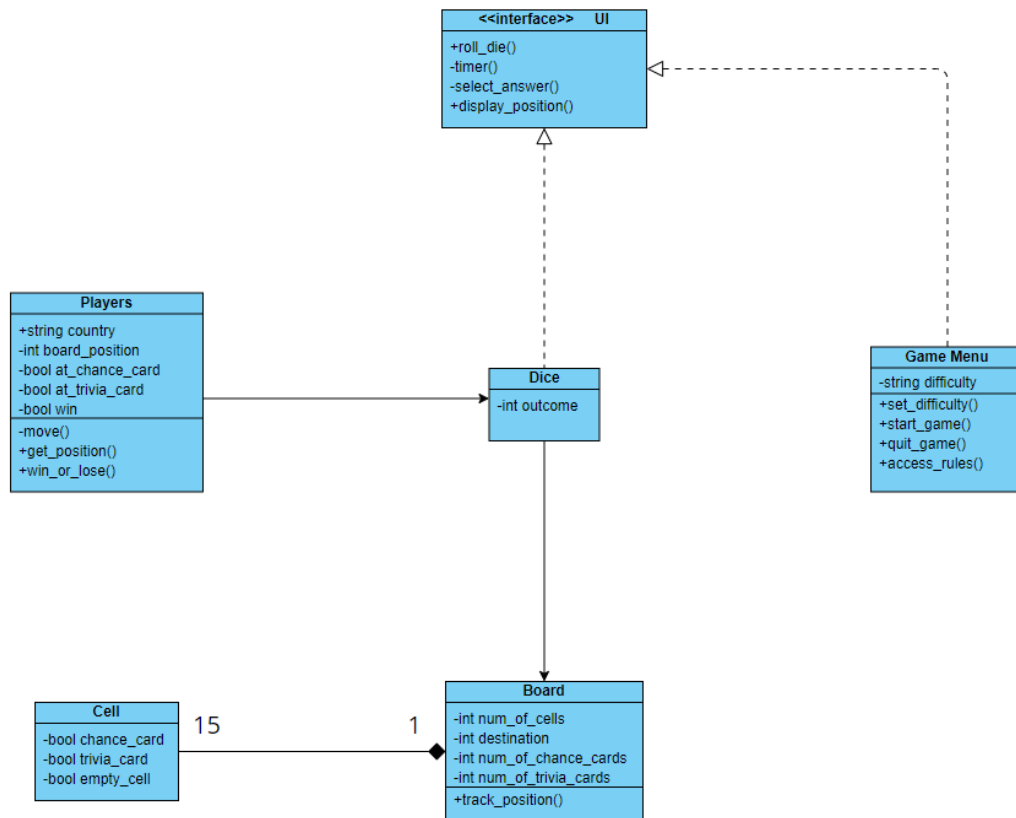 <<interface>> UI
+roll_die()
-timer()
-select_answer()
+display_position()
Players
+string country
-int board_position
-bool at_chance_card
-bool at_trivia_card
-bool win
-move()
+get_position()
+win_or_lose()
Dice
-int outcome
Game Menu
-string difficulty
+set_difficulty()
+start_game()
+quit_game()
+access_rules()
Cell
-bool chance_card
-bool trivia_card
-bool empty_cell
15
1
Board
-int num_of_cells
-int destination
-int num_of_chance_cards
-int num_of_trivia_cards
+track_position()